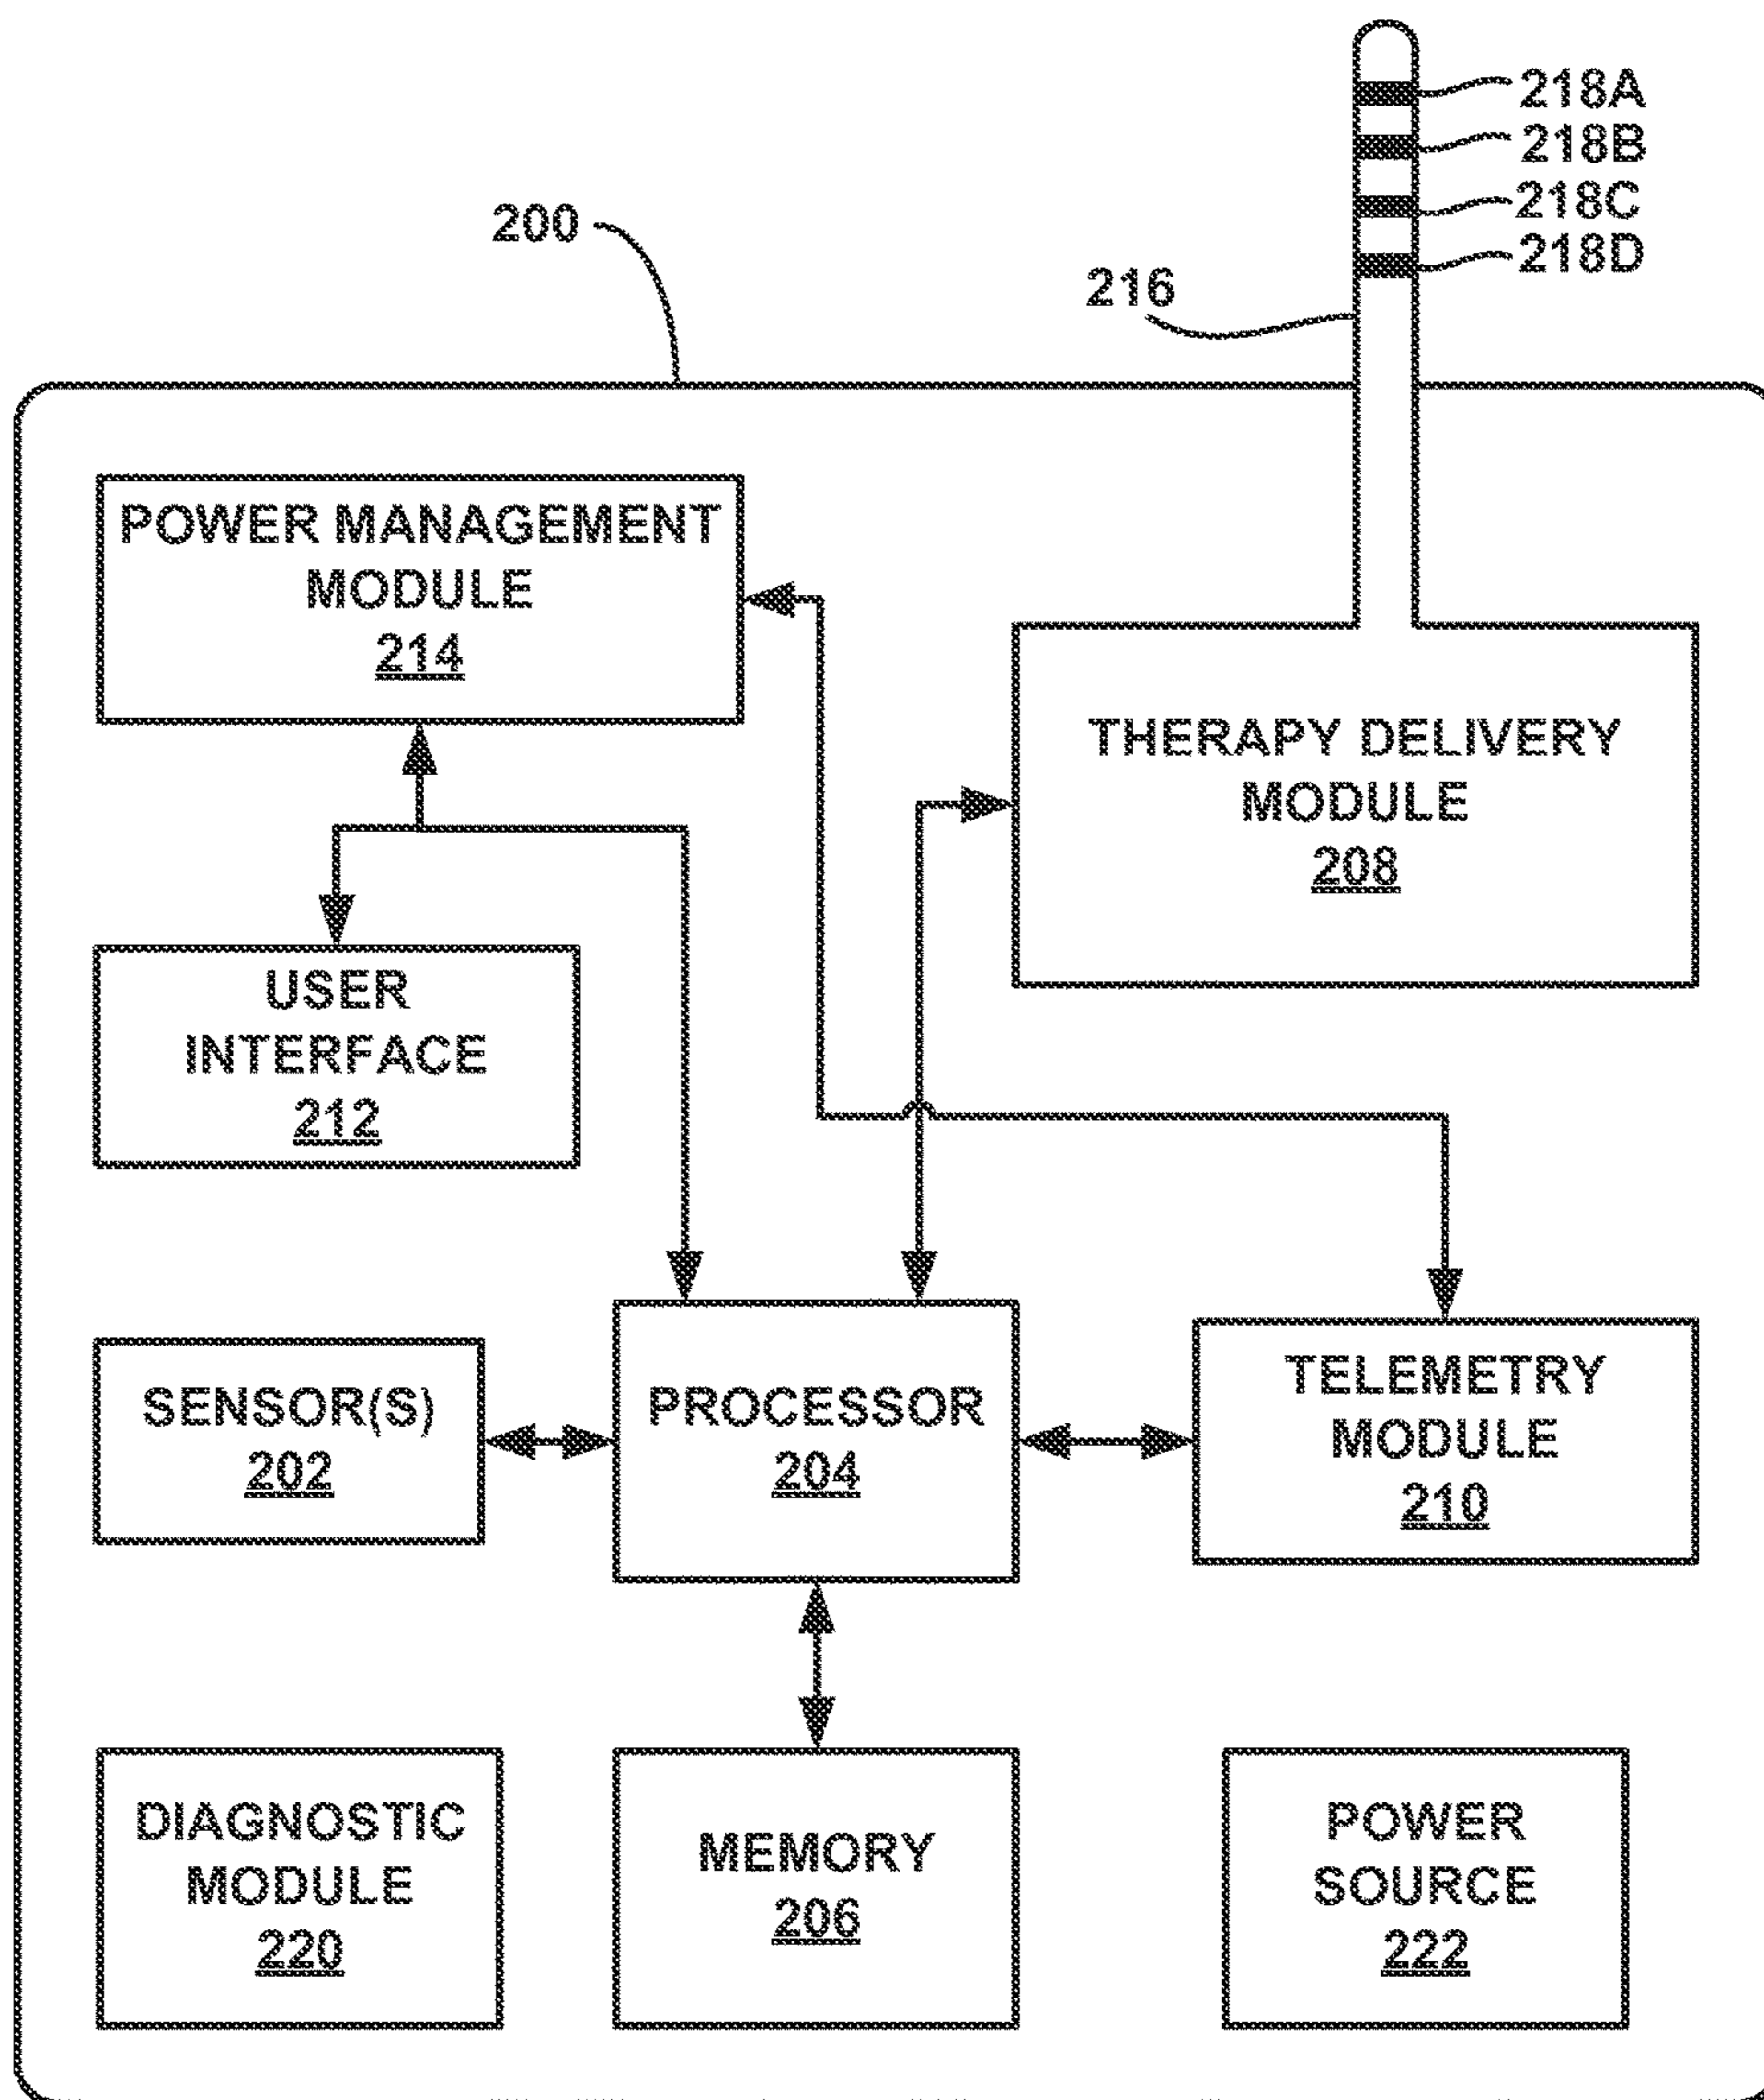 218A
218B
218C
218D
200
216
POWER MANAGEMENT
MODULE
214
THERAPY DELIVERY
MODULE
208
USER
INTERFACE
212
SENSOR(S)
202
PROCESSOR
204
TELEMETRY
MODULE
210
DIAGNOSTIC
MODULE
220
MEMORY
206
POWER
SOURCE
222